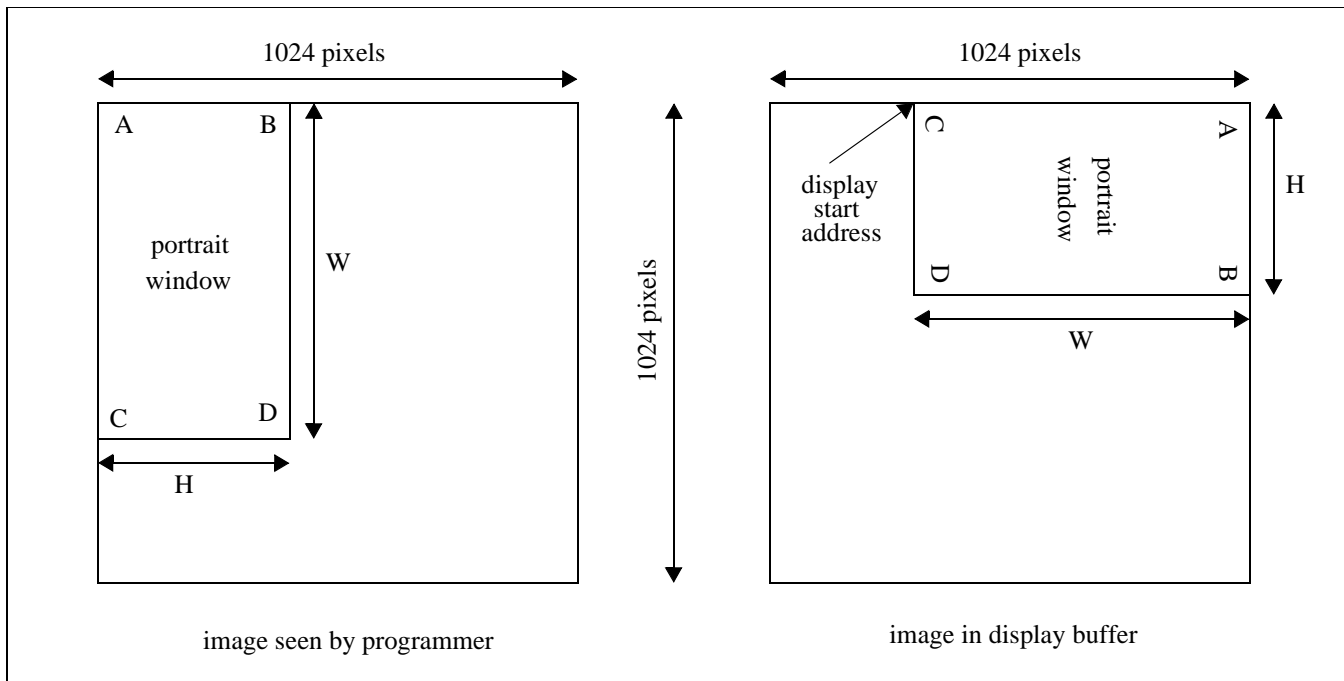 1024 pixels
A
B
portrait
window
W
C
D
H
image seen by programmer
1024 pixels
1024 pixels
C
A
display
start
address
portrait
window
H
D
B
W
image in display buffer